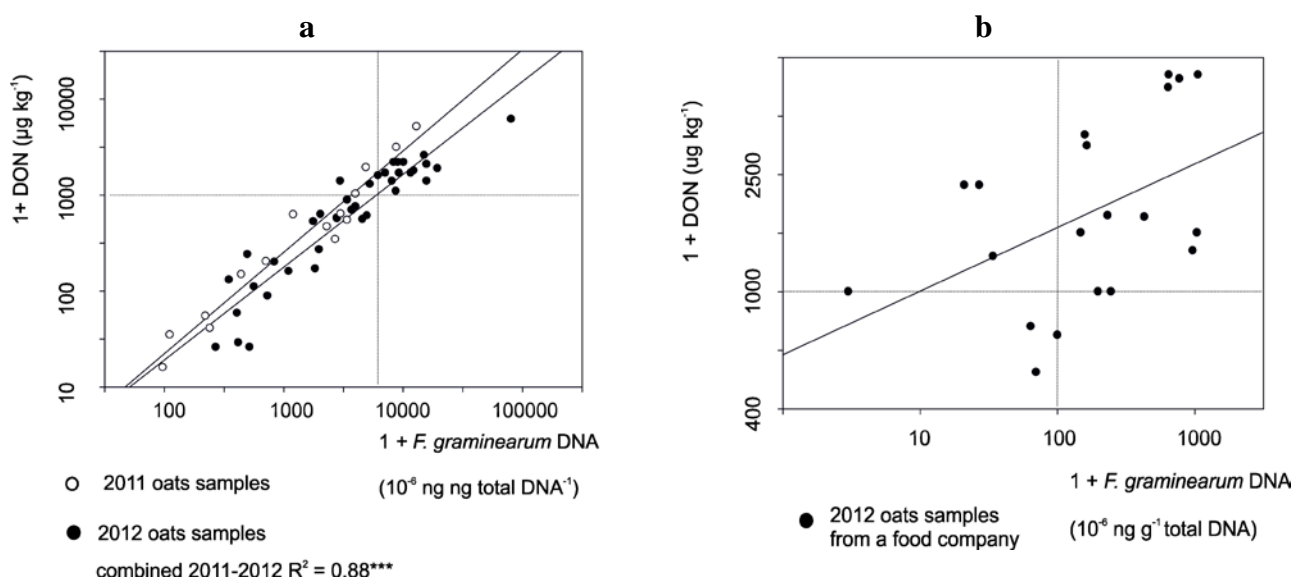 a
1+ DON (µg kg⁻¹)
10000
1000
100
10
100 1000 10000 100000
1 + F. graminearum DNA
(10⁻⁶ ng ng total DNA⁻¹)
2011 oats samples
2012 oats samples
combined 2011-2012 R² = 0.88***
b
1 + DON (ug kg⁻¹)
2500
1000
400
10 100 1000
1 + F. graminearum DNA
(10⁻⁶ ng g⁻¹ total DNA)
2012 oats samples
from a food company